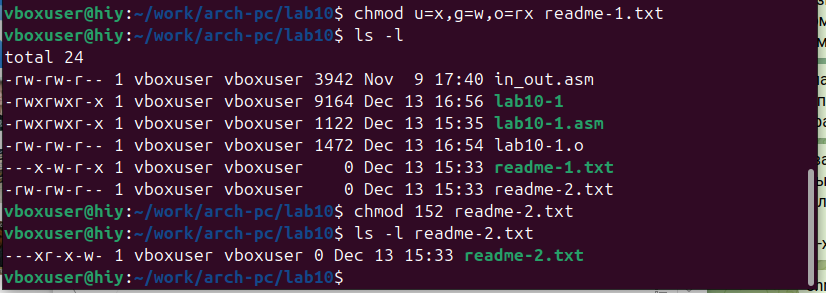 vboxuser@hiy:~/work/arch-pc/lab10$ chmod u=x,g=w,o=rx readme-1.txt
vboxuser@hiy:~/work/arch-pc/lab10$ ls -l
total 24
-rw-rw-r-- 1 vboxuser vboxuser 3942 Nov  9 17:40 in_out.asm
-rwxrwxr-x 1 vboxuser vboxuser 9164 Dec 13 16:56 lab10-1
-rwxrwxr-x 1 vboxuser vboxuser 1122 Dec 13 15:35 lab10-1.asm
-rw-rw-r-- 1 vboxuser vboxuser 1472 Dec 13 16:54 lab10-1.o
---x-w-r-x 1 vboxuser vboxuser    0 Dec 13 15:33 readme-1.txt
-rw-rw-r-- 1 vboxuser vboxuser    0 Dec 13 15:33 readme-2.txt
vboxuser@hiy:~/work/arch-pc/lab10$ chmod 152 readme-2.txt
vboxuser@hiy:~/work/arch-pc/lab10$ ls -l readme-2.txt
---xr-x-w- 1 vboxuser vboxuser 0 Dec 13 15:33 readme-2.txt
vboxuser@hiy:~/work/arch-pc/lab10$